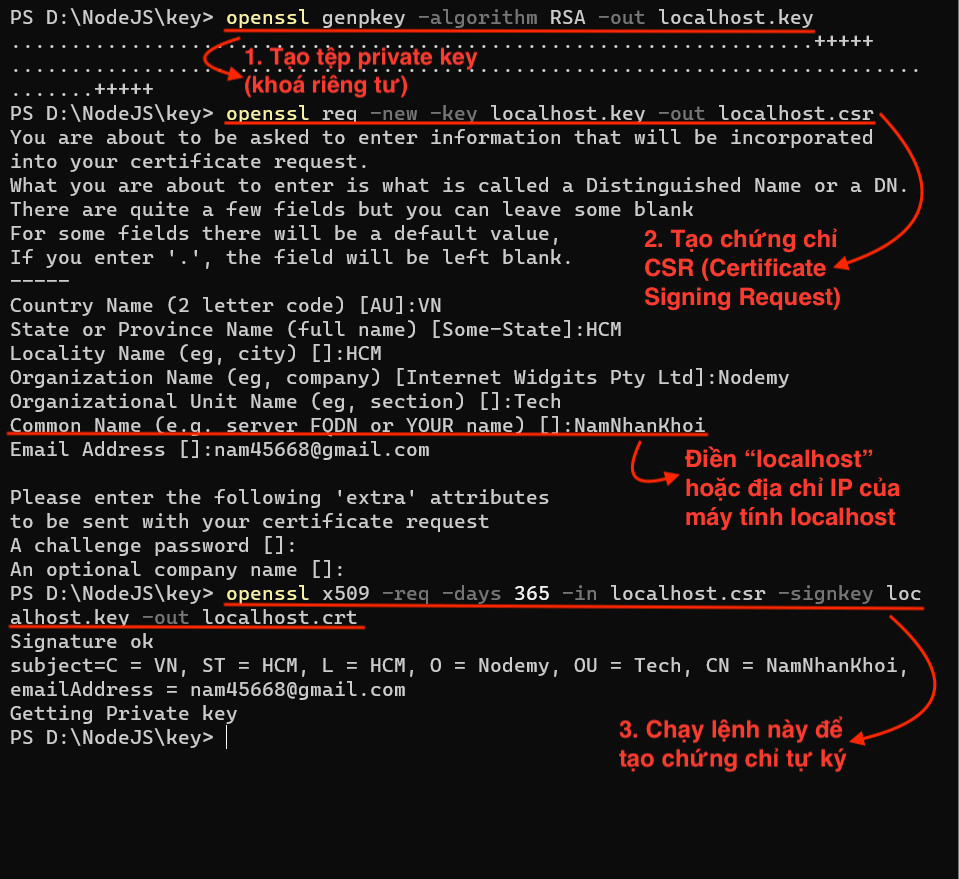 PS D:\NodeJS\key> openssl genpkey -algorithm RSA -out localhost.key
...................................................................+++++
1. Tạo tệp private key
............................................................................
(khoá riêng tư)
.......+++++
PS D:\NodeJS\key> openssl req -new -key localhost.key -out localhost.csr
You are about to be asked to enter information that will be incorporated
into your certificate request.
What you are about to enter is what is called a Distinguished Name or a DN.
There are quite a few fields but you can leave some blank
For some fields there will be a default value,
If you enter '.', the field will be left blank.
-----
2. Tạo chứng chỉ
CSR (Certificate
Signing Request)
Country Name (2 letter code) [AU]:VN
State or Province Name (full name) [Some-State]:HCM
Locality Name (eg, city) []:HCM
Organization Name (eg, company) [Internet Widgits Pty Ltd]:Nodemy
Organizational Unit Name (eg, section) []:Tech
Common Name (e.g. server FQDN or YOUR name) []:NamNhanKhoi
Email Address []:nam45668@gmail.com
Điền “localhost”
hoặc địa chỉ IP của
máy tính localhost
Please enter the following 'extra' attributes
to be sent with your certificate request
A challenge password []:
An optional company name []:
PS D:\NodeJS\key> openssl x509 -req -days 365 -in localhost.csr -signkey loc
alhost.key -out localhost.crt
Signature ok
subject=C = VN, ST = HCM, L = HCM, O = Nodemy, OU = Tech, CN = NamNhanKhoi,
emailAddress = nam45668@gmail.com
Getting Private key
PS D:\NodeJS\key>
3. Chạy lệnh này để
tạo chứng chỉ tự ký